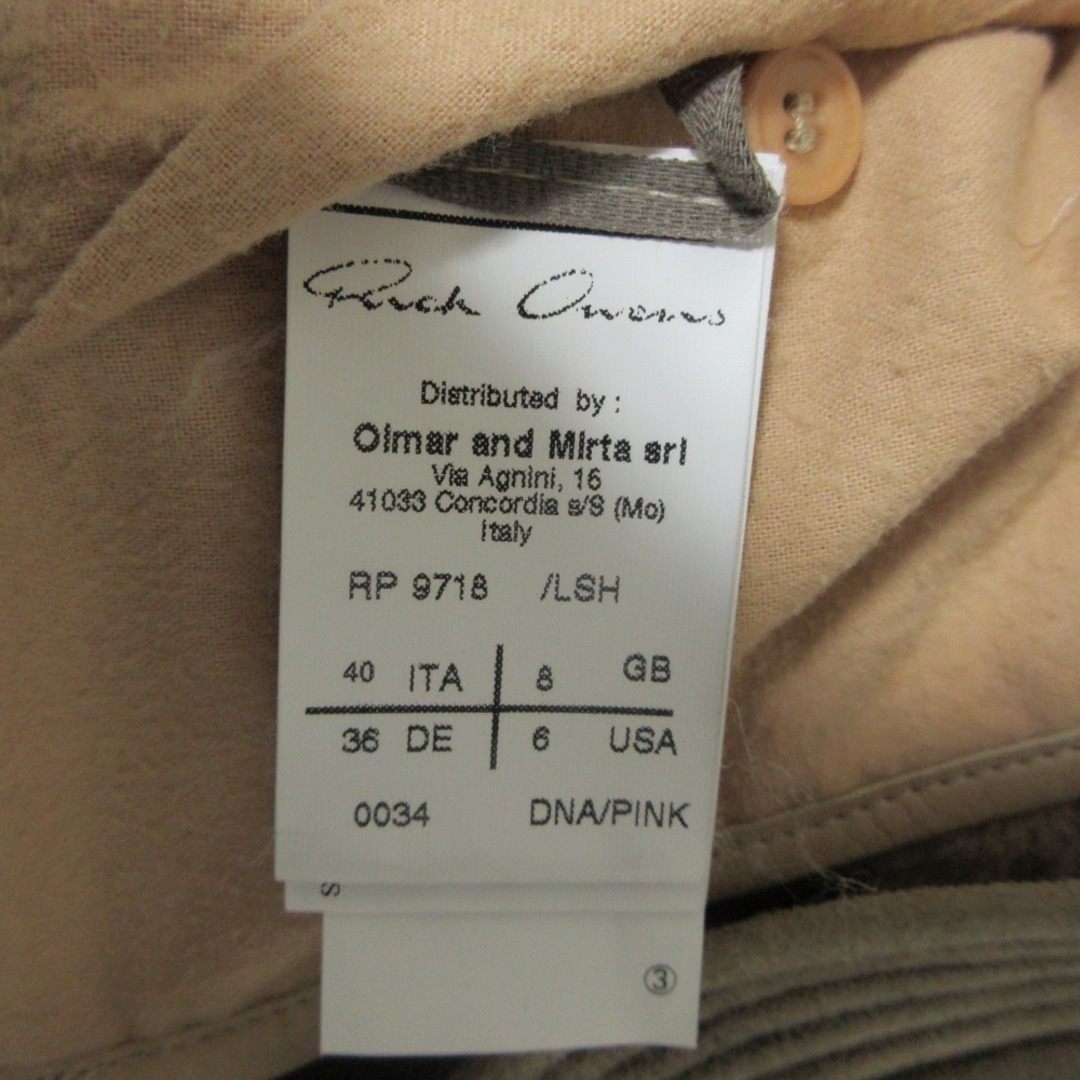 Rick Owens
Distributed by :
Olmar and Mirta srl
Via Agnini, 16
41033 Concordia s/S (Mo)
Italy
RP 9718 /LSH
40 ITA 8 GB
36 DE 6 USA
0034 DNA/PINK
S
3